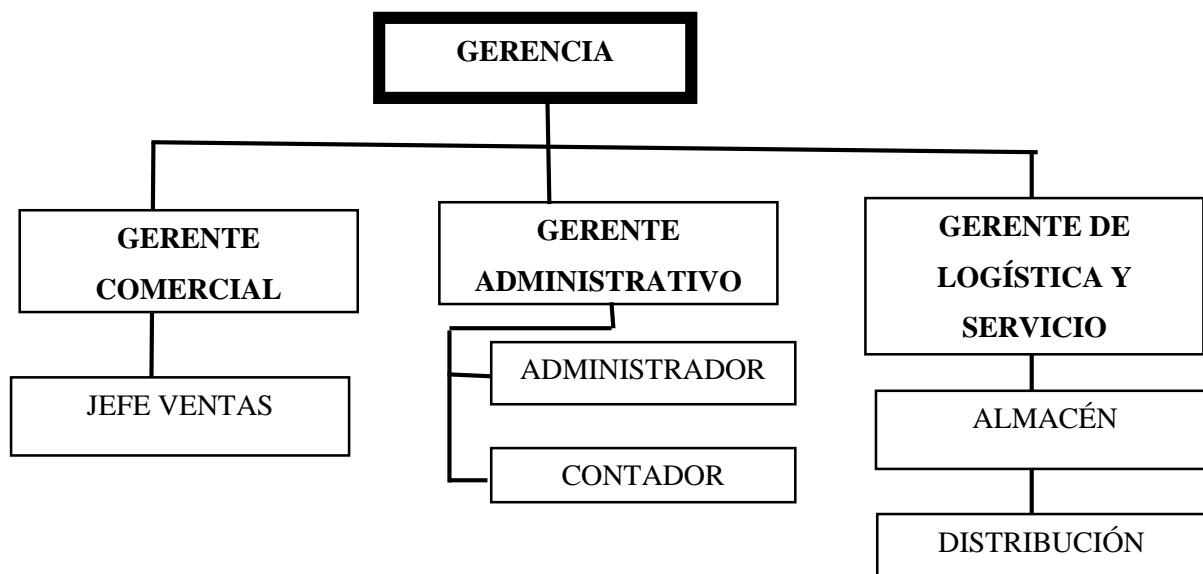 GERENCIA
GERENTE
COMERCIAL
JEFE VENTAS
GERENTE
ADMINISTRATIVO
ADMINISTRADOR
CONTADOR
GERENTE DE
LOGÍSTICA Y
SERVICIO
ALMACÉN
DISTRIBUCIÓN